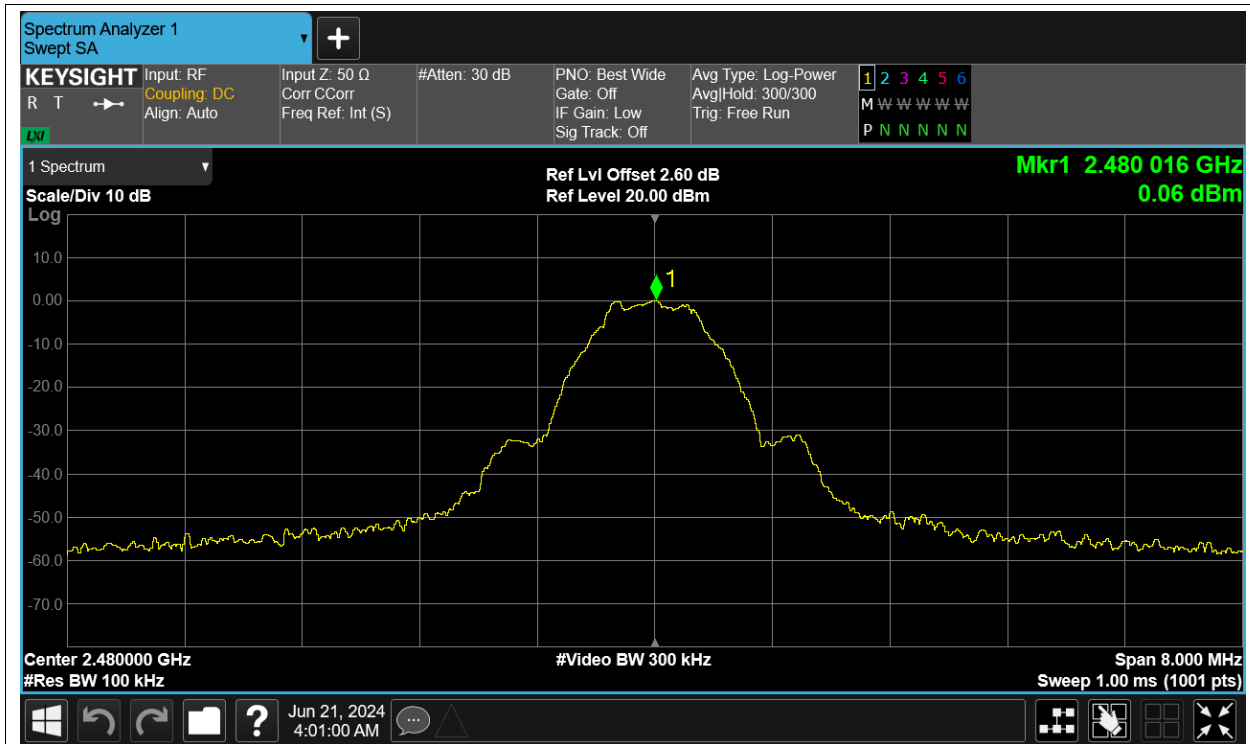 Spectrum Analyzer 1
Swept SA
KEYSIGHT
R T
LXI
Input: RF
Coupling: DC
Align: Auto
Input Z: 50 Ω
Corr CCorr
Freq Ref: Int (S)
#Atten: 30 dB
PNO: Best Wide
Gate: Off
IF Gain: Low
Sig Track: Off
Avg Type: Log-Power
Avg|Hold: 300/300
Trig: Free Run
1 2 3 4 5 6
M W W W W W
P N N N N N
1 Spectrum
Scale/Div 10 dB
Ref Lvl Offset 2.60 dB
Ref Level 20.00 dBm
Mkr1 2.480 016 GHz
0.06 dBm
Log
1
10.0
0.00
-10.0
-20.0
-30.0
-40.0
-50.0
-60.0
-70.0
Center 2.480000 GHz
#Res BW 100 kHz
#Video BW 300 kHz
Span 8.000 MHz
Sweep 1.00 ms (1001 pts)
?
Jun 21, 2024
4:01:00 AM